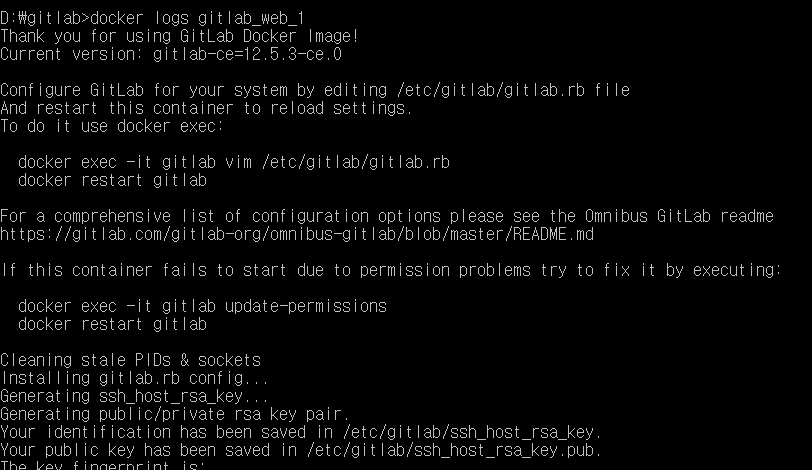 D:₩gitlab>docker logs gitlab_web_1
Thank you for using GitLab Docker Image!
Current version: gitlab-ce=12.5.3-ce.0
Configure GitLab for your system by editing /etc/gitlab/gitlab.rb file
And restart this container to reload settings.
To do it use docker exec:
docker exec -it gitlab vim /etc/gitlab/gitlab.rb
docker restart gitlab
For a comprehensive list of configuration options please see the Omnibus GitLab readme
https://gitlab.com/gitlab-org/omnibus-gitlab/blob/master/README.md
If this container fails to start due to permission problems try to fix it by executing:
docker exec -it gitlab update-permissions
docker restart gitlab
Cleaning stale PIDs & sockets
Installing gitlab.rb config...
Generating ssh_host_rsa_key...
Generating public/private rsa key pair.
Your identification has been saved in /etc/gitlab/ssh_host_rsa_key.
Your public key has been saved in /etc/gitlab/ssh_host_rsa_key.pub.
The key fingerprint is: